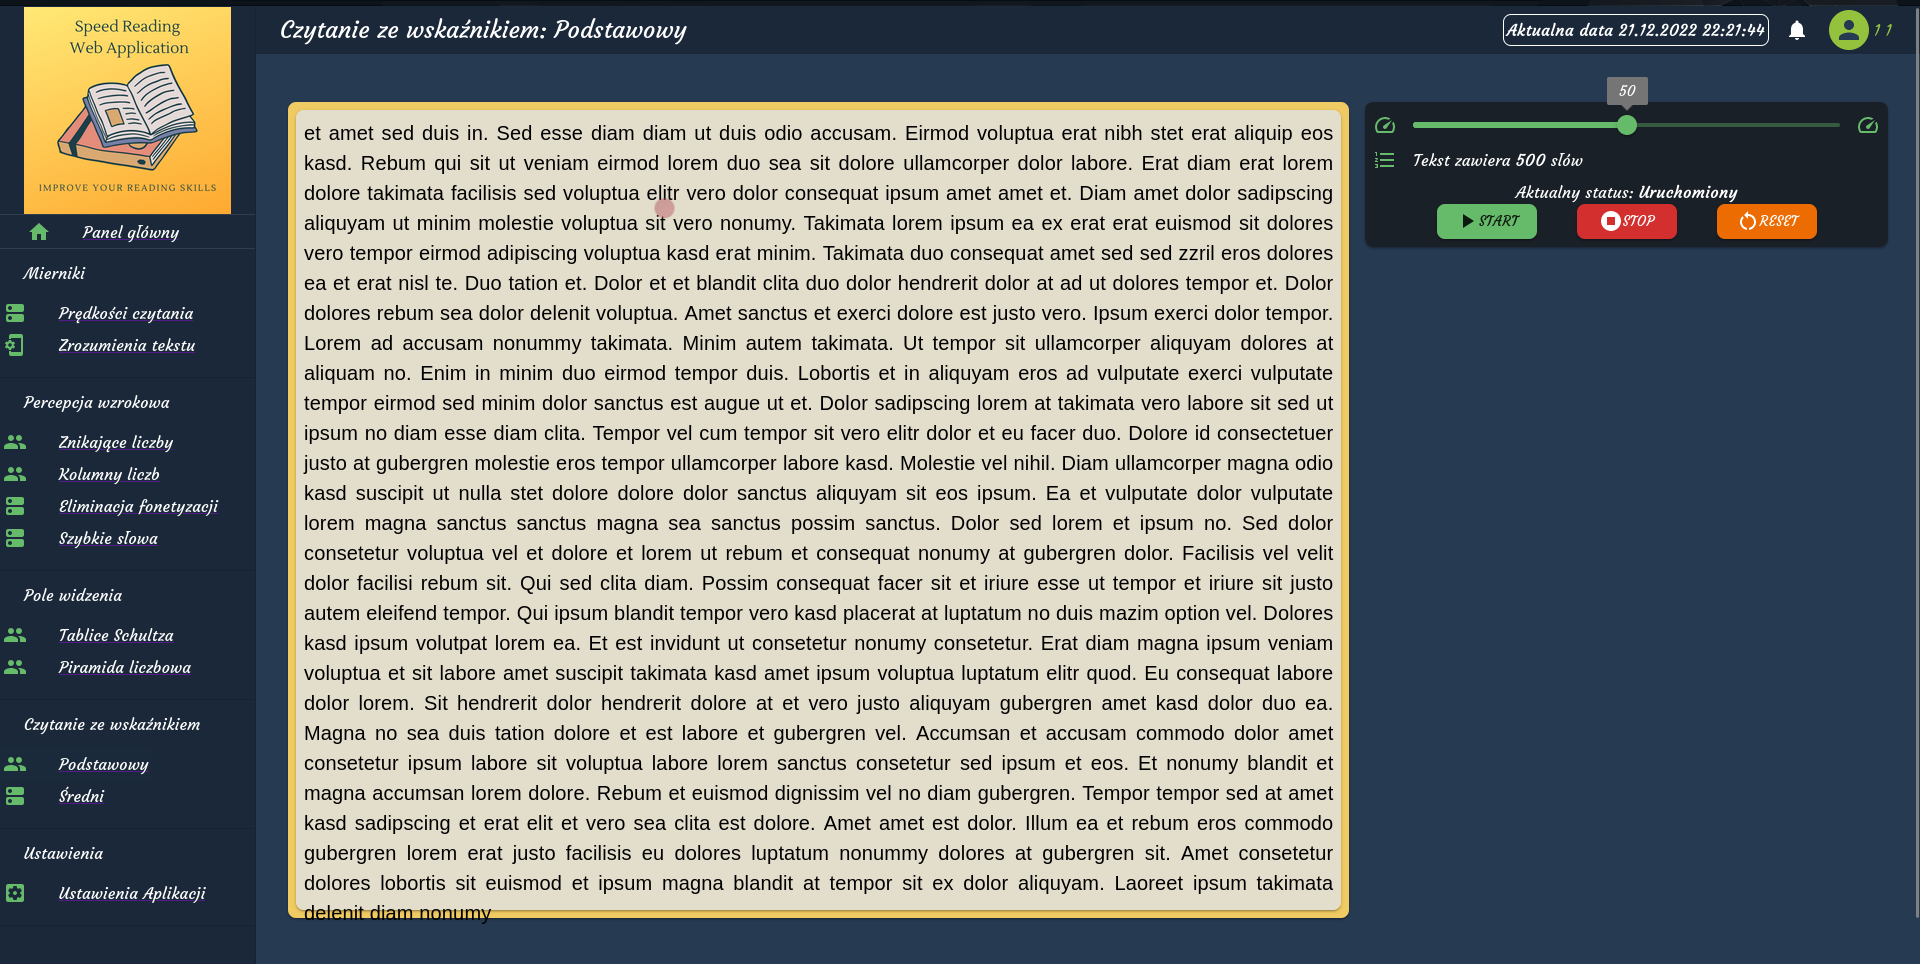 Speed Reading
Web Application
IMPROVE YOUR READING SKILLS
Panel główny
Mierniki
Prędkości czytania
Zrozumienia tekstu
Percepcja wzrokowa
Znikające liczby
Kolumny liczb
Eliminacja fonetyzacji
Szybkie słowa
Pole widzenia
Tablice Schultza
Piramida liczbowa
Czytanie ze wskaźnikiem
Podstawowy
Średni
Ustawienia
Ustawienia Aplikacji
Czytanie ze wskaźnikiem: Podstawowy
Aktualna data 21.12.2022 22:21:44
1 1
et amet sed duis in. Sed esse diam diam ut duis odio accusam. Eirmod voluptua erat nibh stet erat aliquip eos
kasd. Rebum qui sit ut veniam eirmod lorem duo sea sit dolore ullamcorper dolor labore. Erat diam erat lorem
dolore takimata facilisis sed voluptua elitr vero dolor consequat ipsum amet amet et. Diam amet dolor sadipscing
aliquyam ut minim molestie voluptua sit vero nonumy. Takimata lorem ipsum ea ex erat erat euismod sit dolores
vero tempor eirmod adipiscing voluptua kasd erat minim. Takimata duo consequat amet sed sed zzril eros dolores
ea et erat nisl te. Duo tation et. Dolor et et blandit clita duo dolor hendrerit dolor at ad ut dolores tempor et. Dolor
dolores rebum sea dolor delenit voluptua. Amet sanctus et exerci dolore est justo vero. Ipsum exerci dolor tempor.
Lorem ad accusam nonummy takimata. Minim autem takimata. Ut tempor sit ullamcorper aliquyam dolores at
aliquam no. Enim in minim duo eirmod tempor duis. Lobortis et in aliquyam eros ad vulputate exerci vulputate
tempor eirmod sed minim dolor sanctus est augue ut et. Dolor sadipscing lorem at takimata vero labore sit sed ut
ipsum no diam esse diam clita. Tempor vel cum tempor sit vero elitr dolor et eu facer duo. Dolore id consectetuer
justo at gubergren molestie eros tempor ullamcorper labore kasd. Molestie vel nihil. Diam ullamcorper magna odio
kasd suscipit ut nulla stet dolore dolore dolor sanctus aliquyam sit eos ipsum. Ea et vulputate dolor vulputate
lorem magna sanctus sanctus magna sea sanctus possim sanctus. Dolor sed lorem et ipsum no. Sed dolor
consetetur voluptua vel et dolore et lorem ut rebum et consequat nonumy at gubergren dolor. Facilisis vel velit
dolor facilisi rebum sit. Qui sed clita diam. Possim consequat facer sit et iriure esse ut tempor et iriure sit justo
autem eleifend tempor. Qui ipsum blandit tempor vero kasd placerat at luptatum no duis mazim option vel. Dolores
kasd ipsum volutpat lorem ea. Et est invidunt ut consetetur nonumy consetetur. Erat diam magna ipsum veniam
voluptua et sit labore amet suscipit takimata kasd amet ipsum voluptua luptatum elitr quod. Eu consequat labore
dolor lorem. Sit hendrerit dolor hendrerit dolore at et vero justo aliquyam gubergren amet kasd dolor duo ea.
Magna no sea duis tation dolore et est labore et gubergren vel. Accumsan et accusam commodo dolor amet
consetetur ipsum labore sit voluptua labore lorem sanctus consetetur sed ipsum et eos. Et nonumy blandit et
magna accumsan lorem dolore. Rebum et euismod dignissim vel no diam gubergren. Tempor tempor sed at amet
kasd sadipscing et erat elit et vero sea clita est dolore. Amet amet est dolor. Illum ea et rebum eros commodo
gubergren lorem erat justo facilisis eu dolores luptatum nonummy dolores at gubergren sit. Amet consetetur
dolores lobortis sit euismod et ipsum magna blandit at tempor sit ex dolor aliquyam. Laoreet ipsum takimata
delenit diam nonumy
50
Tekst zawiera 500 słów
Aktualny status: Uruchomiony
START
STOP
RESET